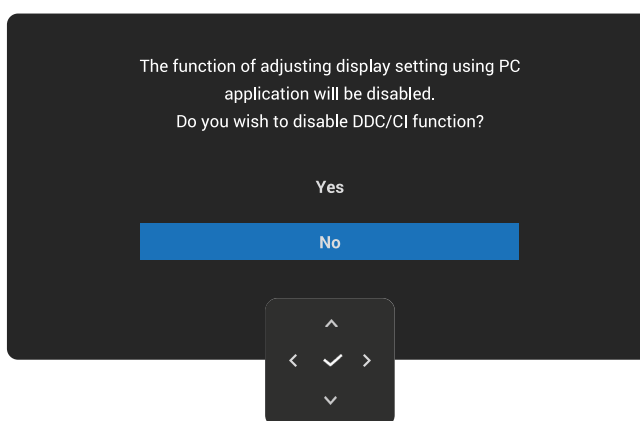 The function of adjusting display setting using PC
application will be disabled.
Do you wish to disable DDC/CI function?
Yes
No